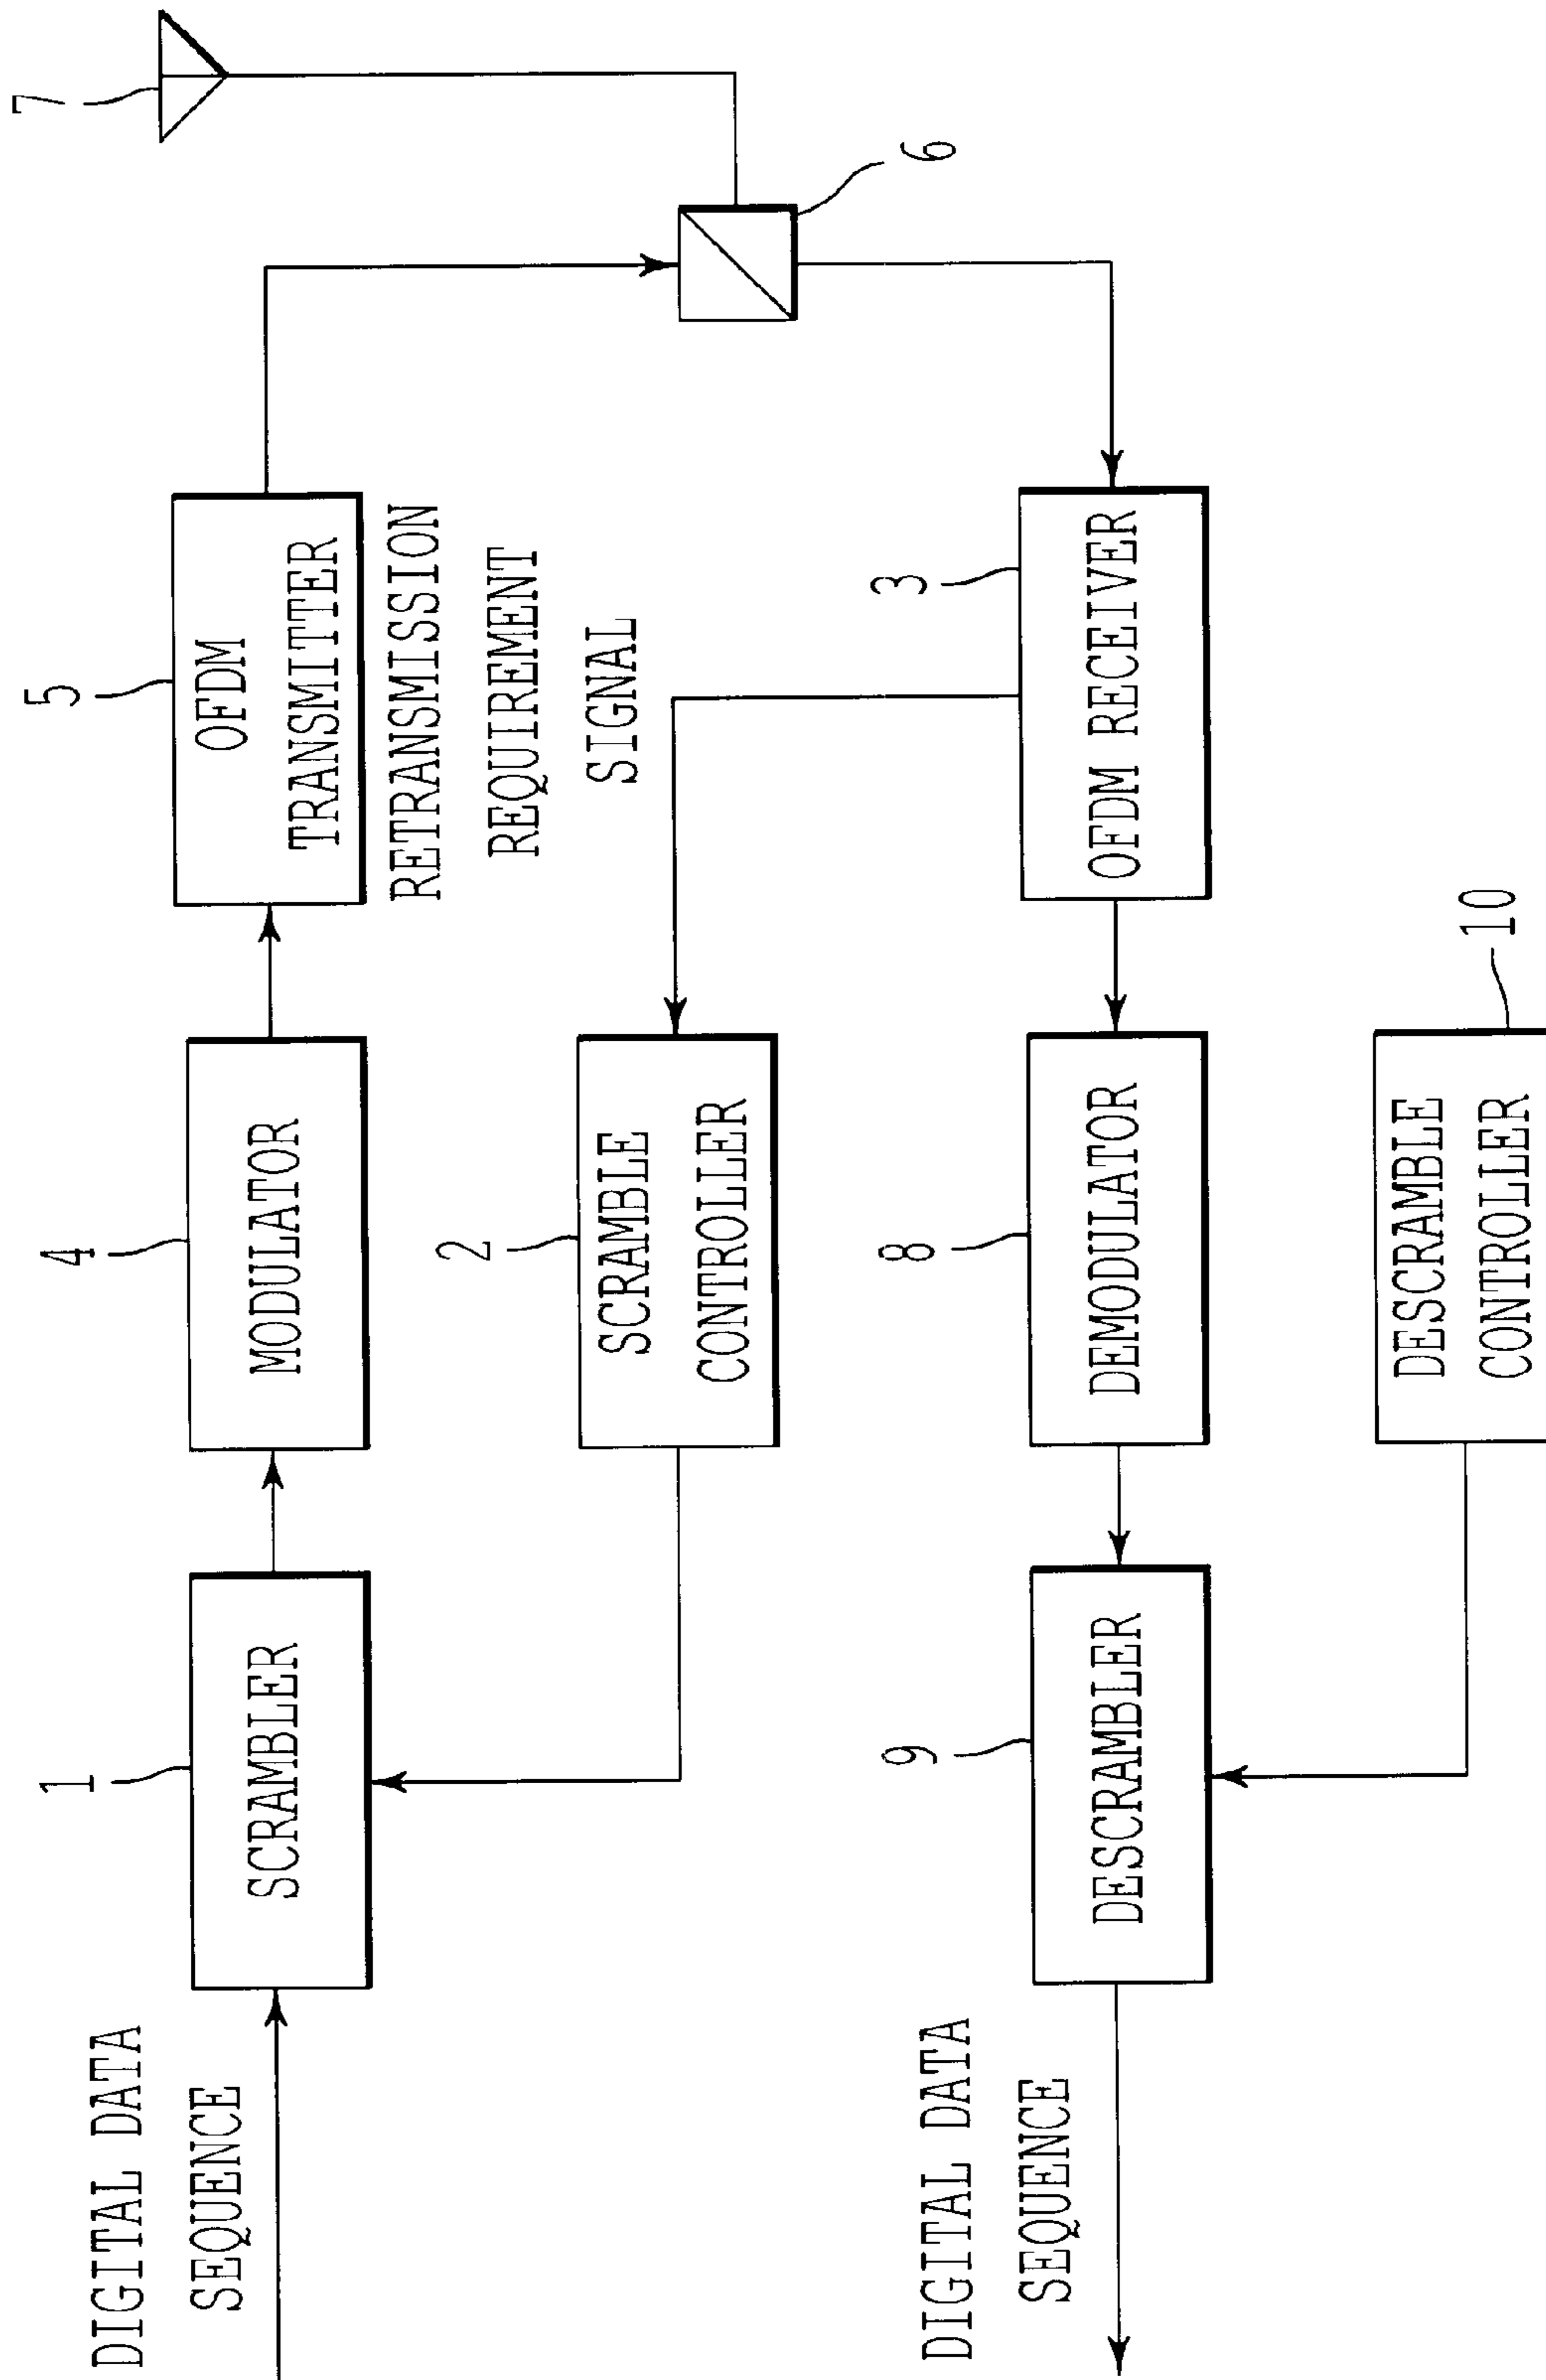 DIGITAL DATA
SEQUENCE
1
SCRAMBLER
4
MODULATOR
5
OFDM
TRANSMITTER
7
RETRANSMISSION
REQUIREMENT
SIGNAL
2
SCRAMBLE
CONTROLLER
6
DIGITAL DATA
SEQUENCE
9
DESCRAMBLER
8
DEMODULATOR
3
OFDM RECEIVER
10
DESCRAMBLE
CONTROLLER